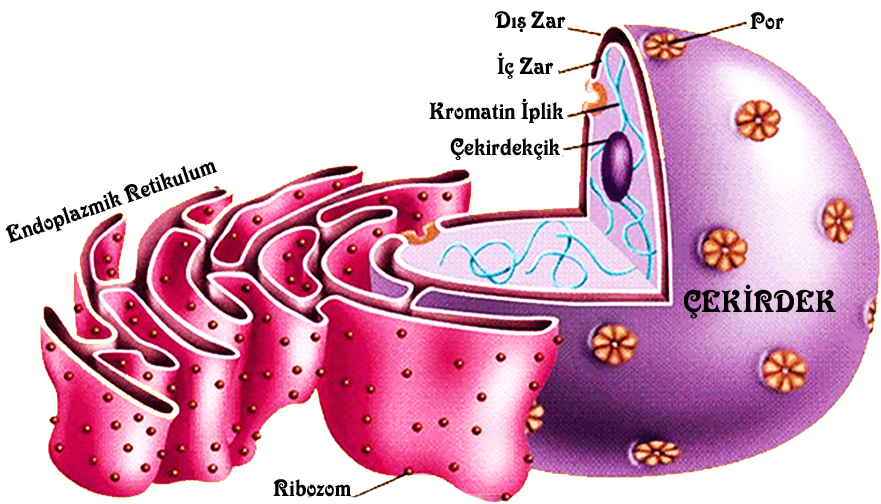 Dış Zar
Por
İç Zar
Kromatin İplik
Çekirdekçik
Endoplazmik Retikulum
ÇEKİRDEK
Ribozom